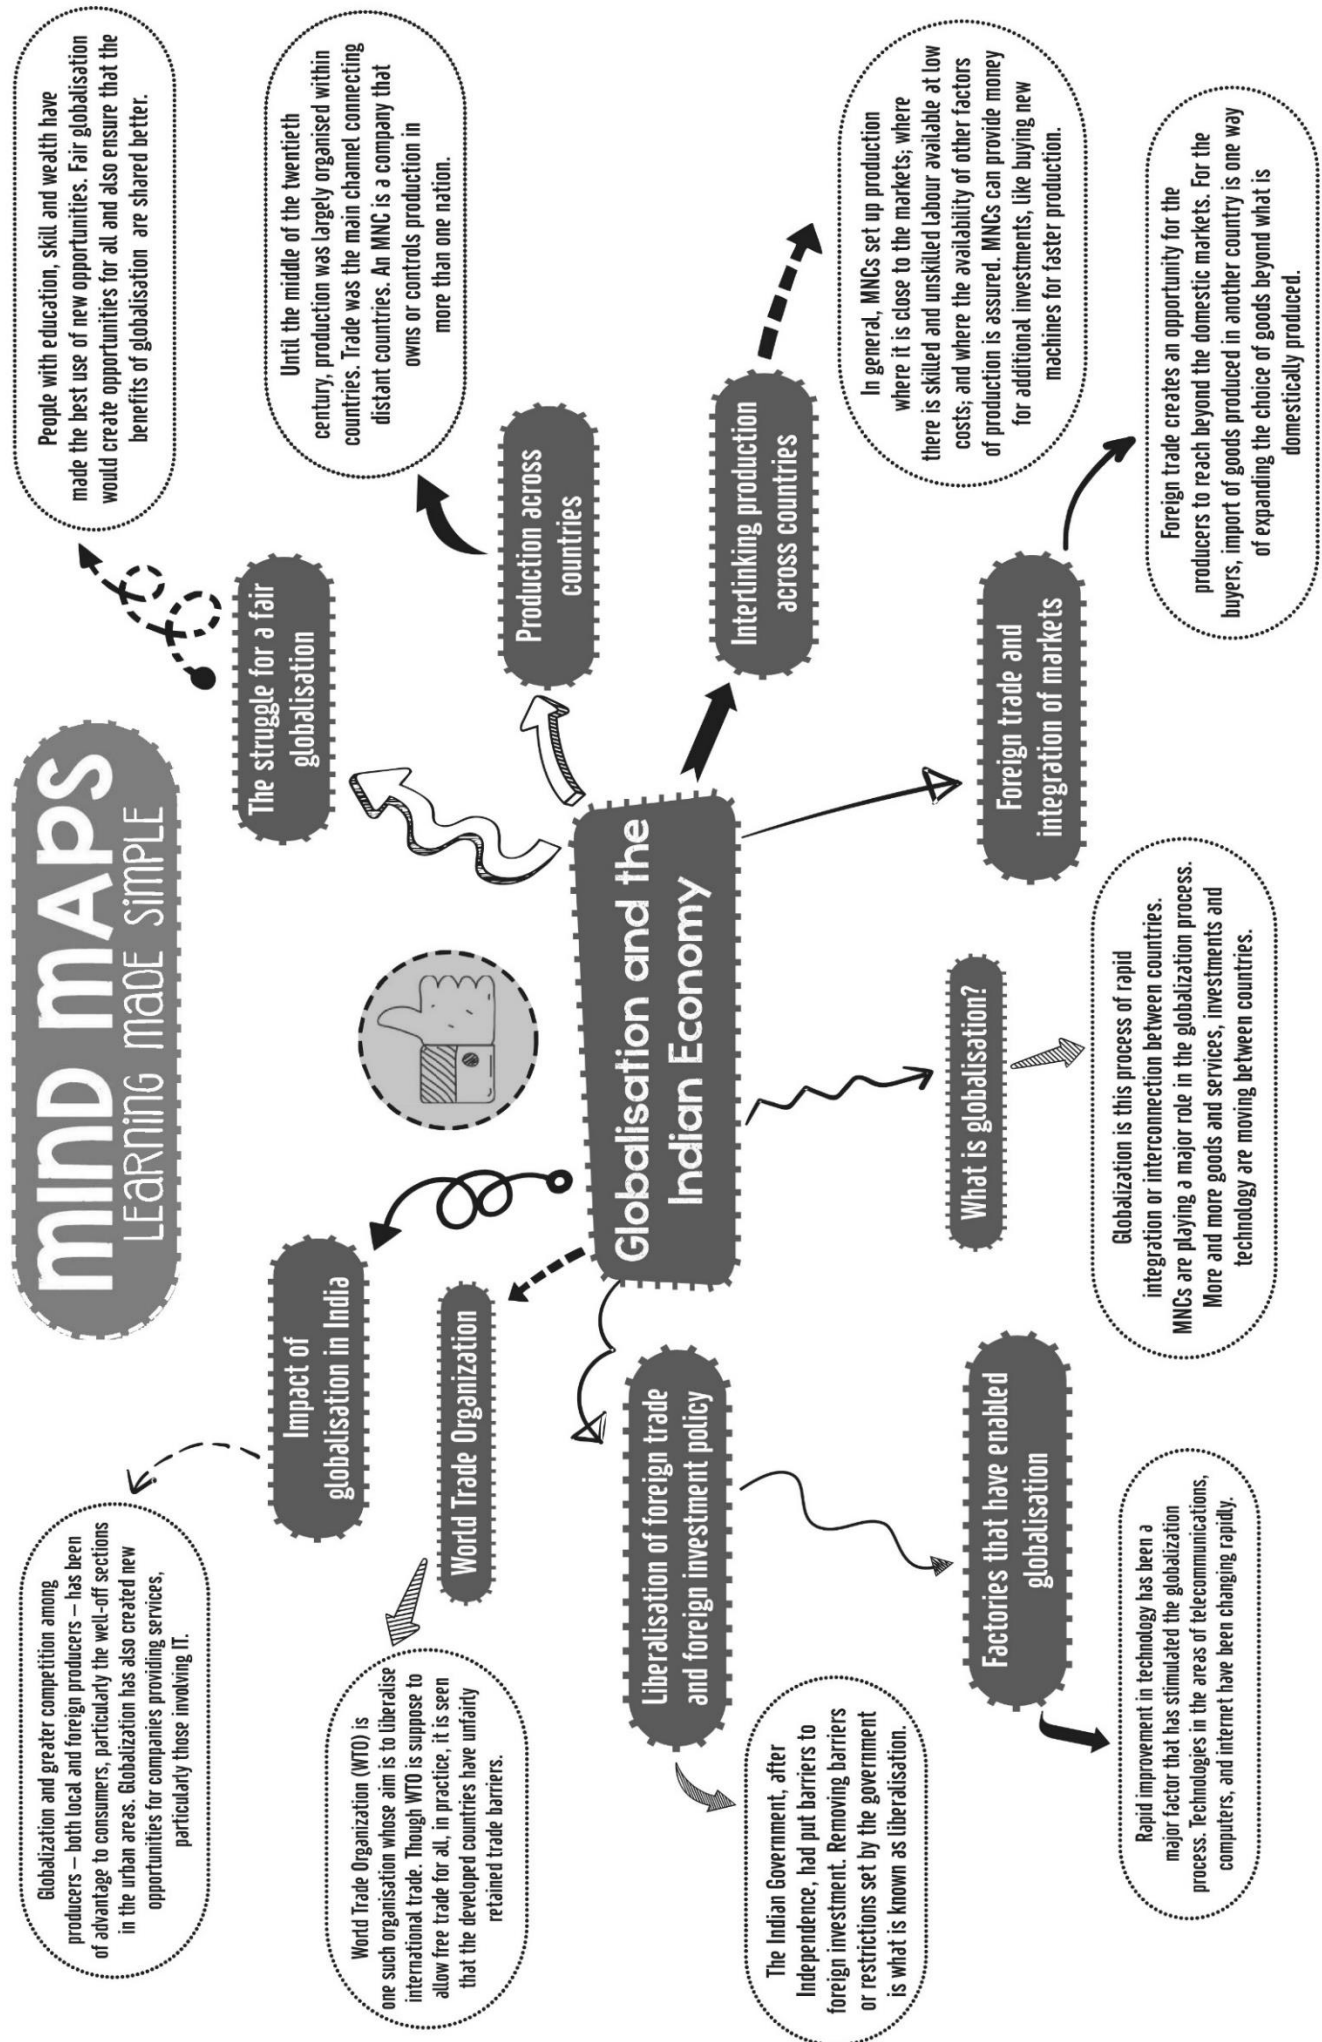 MIND MAPS
LEARNING MADE SIMPLE
Globalisation and the
Indian Economy
The struggle for a fair
globalisation
People with education, skill and wealth have
made the best use of new opportunities. Fair globalisation
would create opportunities for all and also ensure that the
benefits of globalisation are shared better.
Production across
countries
Until the middle of the twentieth
century, production was largely organised within
countries. Trade was the main channel connecting
distant countries. An MNC is a company that
owns or controls production in
more than one nation.
Interlinking production
across countries
In general, MNCs set up production
where it is close to the markets; where
there is skilled and unskilled labour available at low
costs; and where the availability of other factors
of production is assured. MNCs can provide money
for additional investments, like buying new
machines for faster production.
Foreign trade and
integration of markets
Foreign trade creates an opportunity for the
producers to reach beyond the domestic markets. For the
buyers, import of goods produced in another country is one way
of expanding the choice of goods beyond what is
domestically produced.
What is globalisation?
Globalization is this process of rapid
integration or interconnection between countries.
MNCs are playing a major role in the globalization process.
More and more goods and services, investments and
technology are moving between countries.
Factories that have enabled
globalisation
Rapid improvement in technology has been a
major factor that has stimulated the globalization
process. Technologies in the areas of telecommunications,
computers, and internet have been changing rapidly.
Liberalisation of foreign trade
and foreign investment policy
The Indian Government, after
Independence, had put barriers to
foreign investment. Removing barriers
or restrictions set by the government
is what is known as liberalisation.
World Trade Organization
World Trade Organization (WTO) is
one such organisation whose aim is to liberalise
international trade. Though WTO is suppose to
allow free trade for all, in practice, it is seen
that the developed countries have unfairly
retained trade barriers.
Impact of
globalisation in India
Globalization and greater competition among
producers – both local and foreign producers – has been
of advantage to consumers, particularly the well-off sections
in the urban areas. Globalization has also created new
opportunities for companies providing services,
particularly those involving IT.